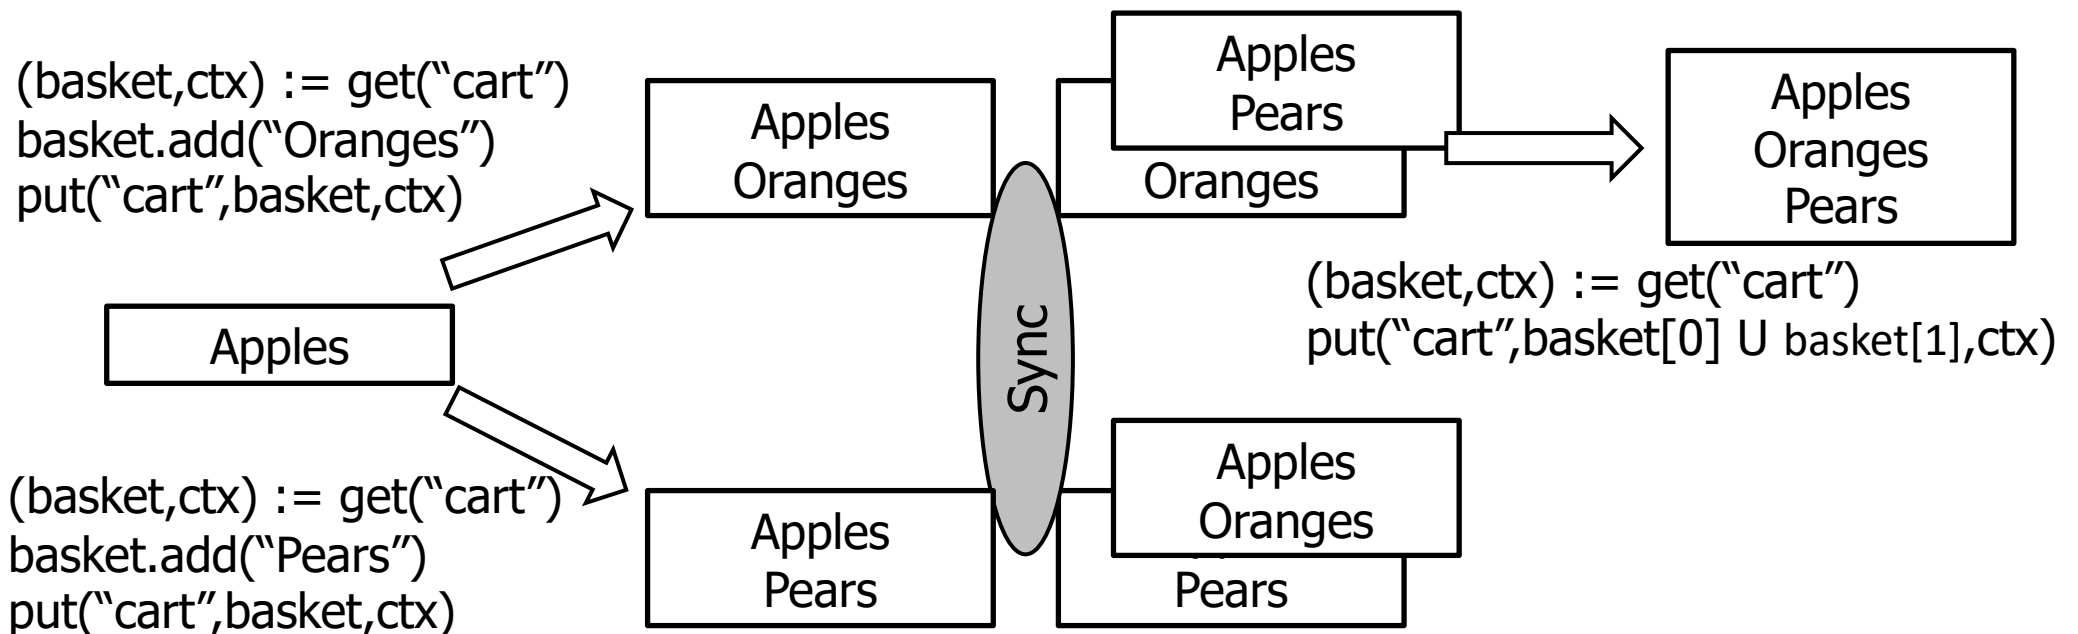 (basket,ctx) := get(“cart”)
basket.add(“Oranges”)
put(“cart”,basket,ctx)
Apples
(basket,ctx) := get(“cart”)
basket.add(“Pears”)
put(“cart”,basket,ctx)
Apples
Oranges
Apples
Pears
Sync
Apples
Pears
Oranges
Apples
Oranges
Pears
Apples
Oranges
Pears
(basket,ctx) := get(“cart”)
put(“cart”,basket[0] U basket[1],ctx)